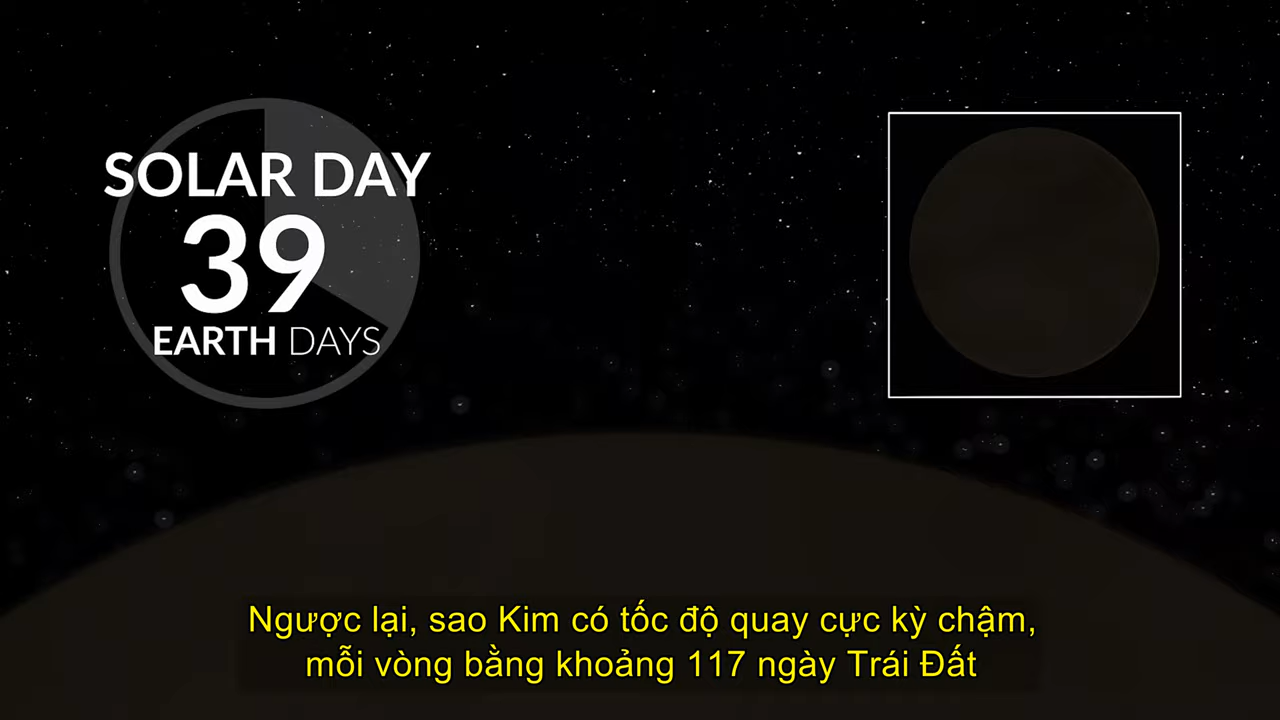 SOLAR DAY
39
EARTH DAYS
Ngược lại, sao Kim có tốc độ quay cực kỳ chậm,
mỗi vòng bằng khoảng 117 ngày Trái Đất